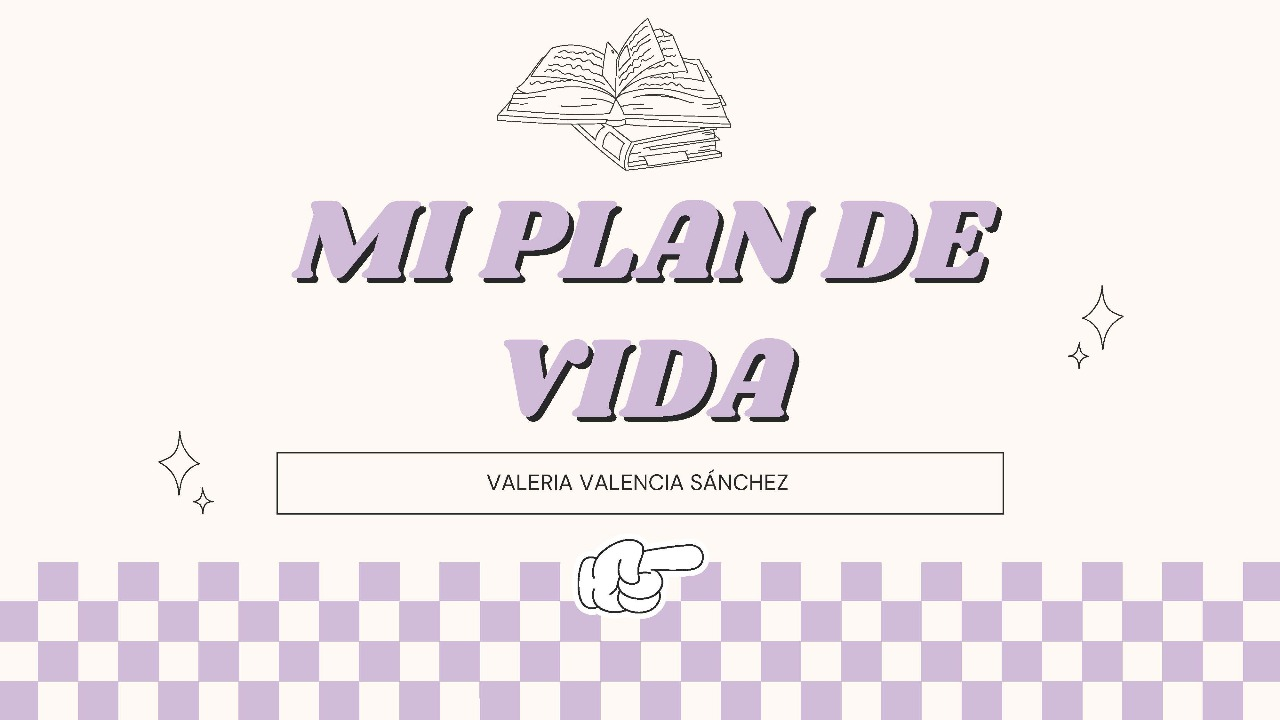 MI PLAN DE
VIDA
VALERIA VALENCIA SÁNCHEZ